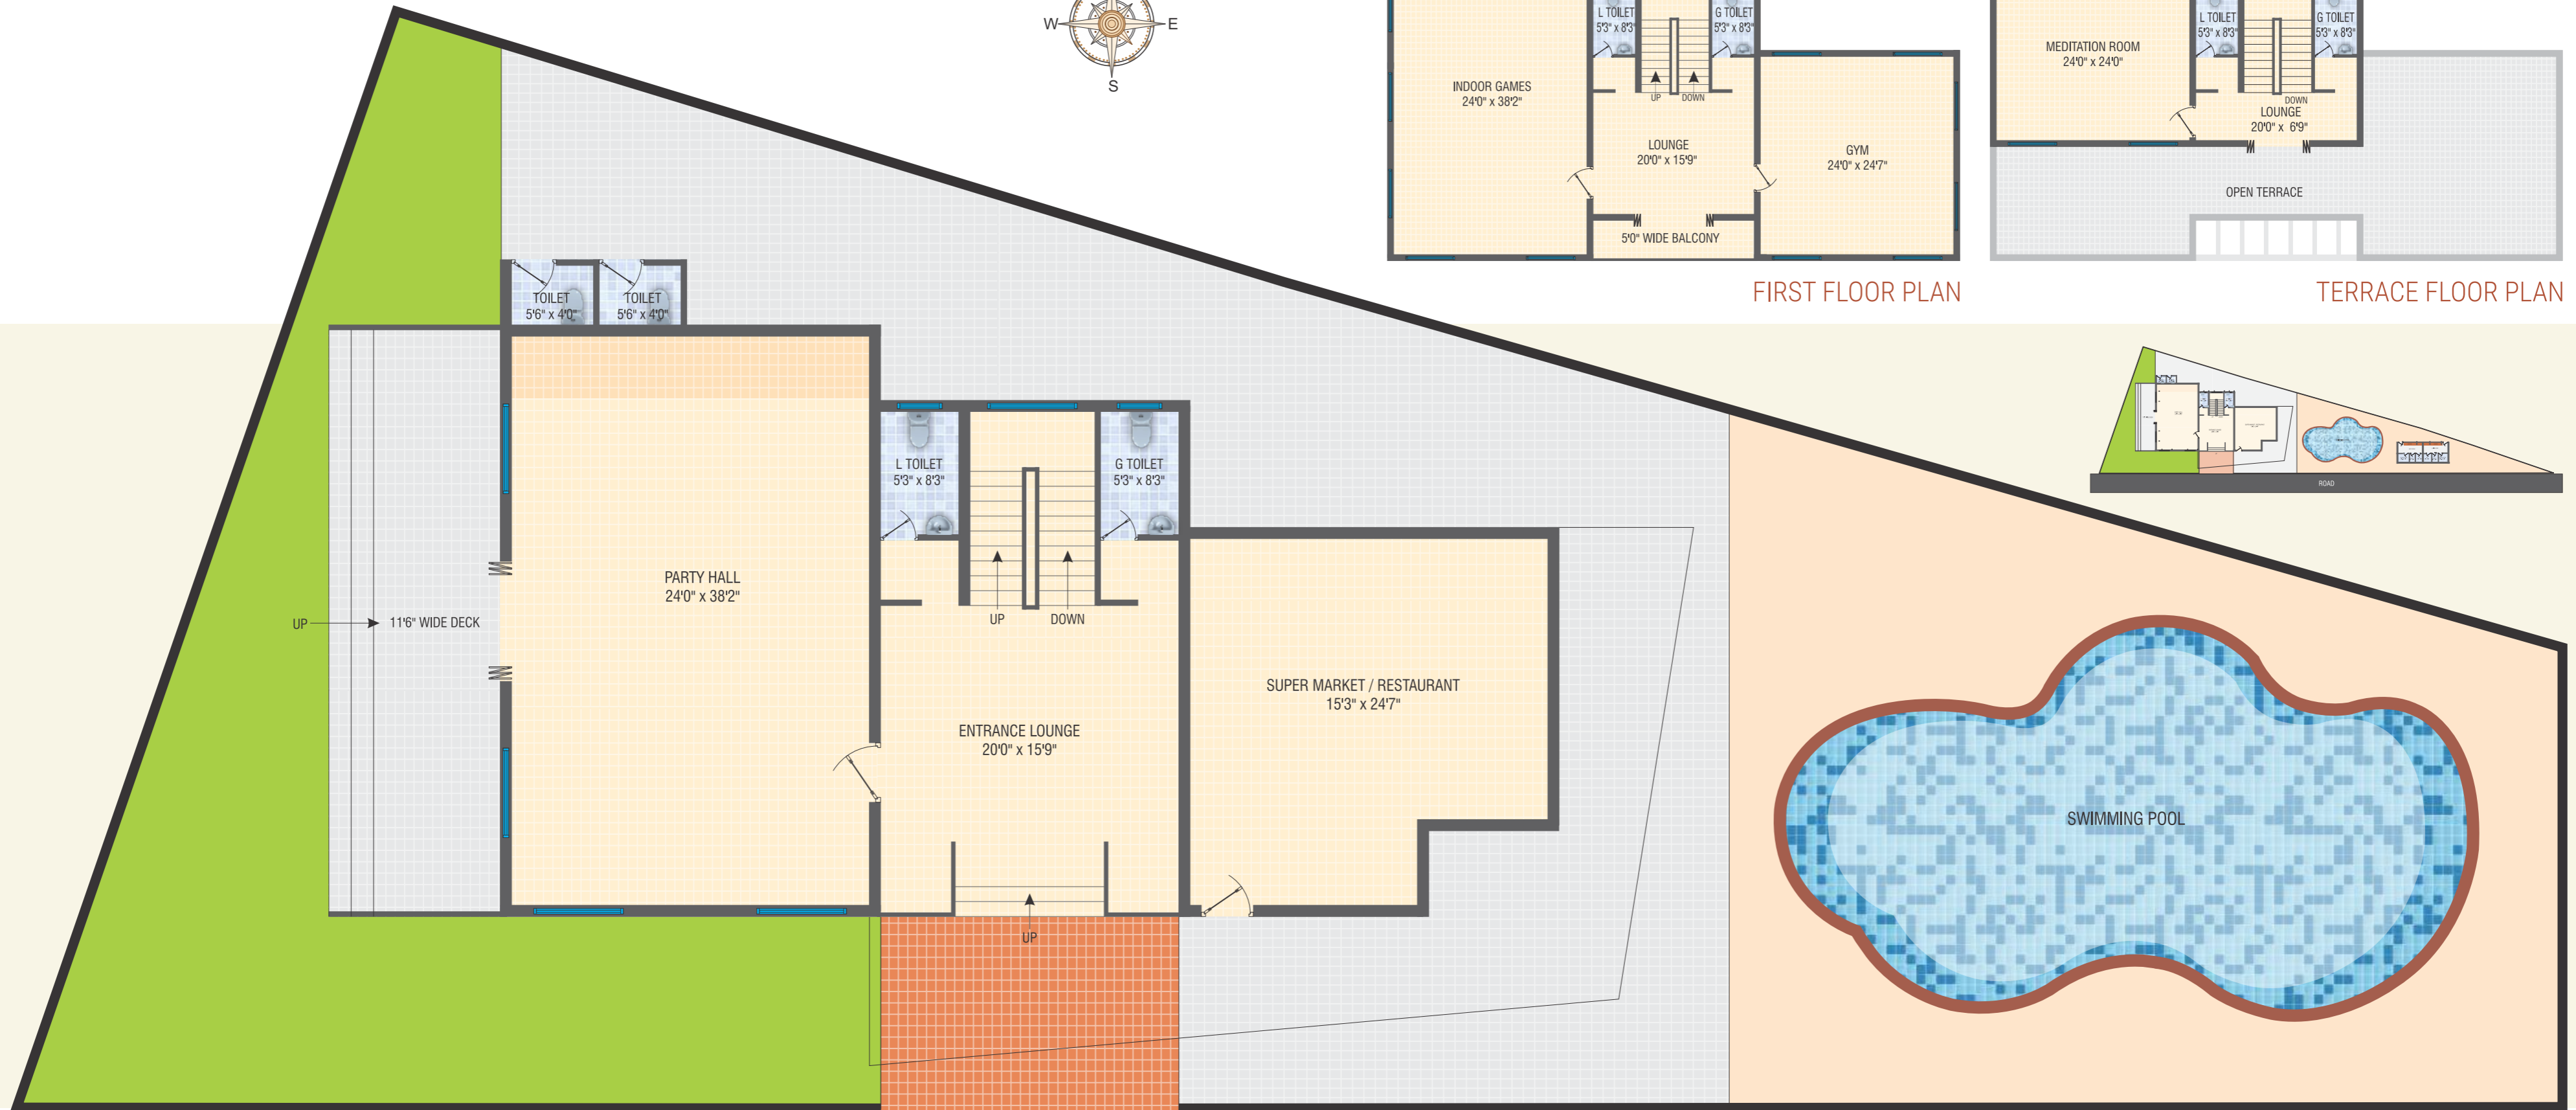 W
E
S
L TOILET
5'3" x 8'3"
G TOILET
5'3" x 8'3"
INDOOR GAMES
24'0" x 38'2"
UP
DOWN
LOUNGE
20'0" x 15'9"
GYM
24'0" x 24'7"
5'0" WIDE BALCONY
FIRST FLOOR PLAN
L TOILET
5'3" x 8'3"
G TOILET
5'3" x 8'3"
MEDITATION ROOM
24'0" x 24'0"
DOWN
LOUNGE
20'0" x 6'9"
OPEN TERRACE
TERRACE FLOOR PLAN
ROAD
TOILET
5'6" x 4'0"
TOILET
5'6" x 4'0"
L TOILET
5'3" x 8'3"
G TOILET
5'3" x 8'3"
PARTY HALL
24'0" x 38'2"
UP
11'6" WIDE DECK
UP
DOWN
SUPER MARKET / RESTAURANT
15'3" x 24'7"
ENTRANCE LOUNGE
20'0" x 15'9"
UP
SWIMMING POOL